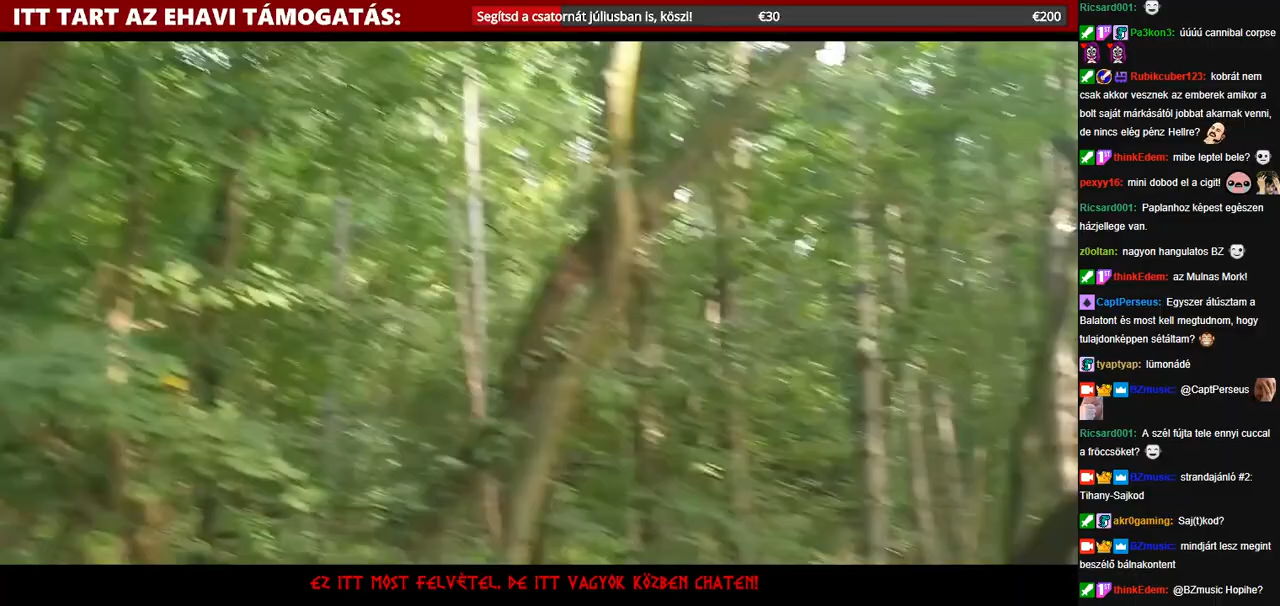 ITT TART AZ EHAVI TÁMOGATÁS:
Segítsd a csatornát júliusban is, köszi! €30 €200
Ricsard001:
Pa3kon3: úúúú cannibal corpse
Rubikcuber123: kobrát nem
csak akkor vesznek az emberek amikor a
bolt saját márkásától jobbat akarnak venni,
de nincs elég pénz Hellre?
thinkEdem: mibe leptel bele?
pexyy16: mini dobod el a cigit!
Ricsard001: Paplanhoz képest egèszen
házjellege van.
z0oltan: nagyon hangulatos BZ
thinkEdem: az Mulnas Mork!
CaptPerseus: Egyszer átúsztam a
Balatont és most kell megtudnom, hogy
tulajdonképpen sétáltam?
tyaptyap: lümonádé
BZmusic: @CaptPerseus
Ricsard001: A szél fújta tele ennyi cuccal
a fröccsöket?
BZmusic: strandajánló #2:
Tihany-Sajkod
akr0gaming: Saj(t)kod?
BZmusic: mindjárt lesz megint
beszélő bálnakontent
thinkEdem: @BZmusic Hopihe?
EZ ITT MOST FELVÉTEL, DE ITT VAGYOK KÖZBEN CHATEN!